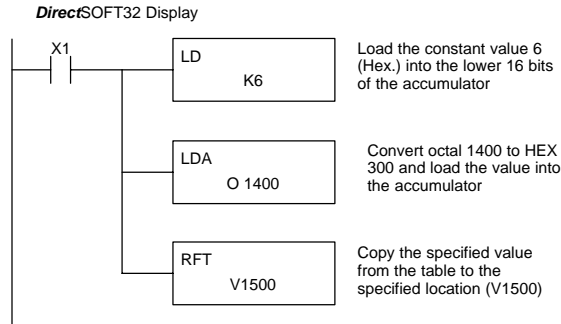 DirectSOFT32 Display
X1
LD
K6
Load the constant value 6
(Hex.) into the lower 16 bits
of the accumulator
LDA
O 1400
Convert octal 1400 to HEX
300 and load the value into
the accumulator
RFT
V1500
Copy the specified value
from the table to the
specified location (V1500)